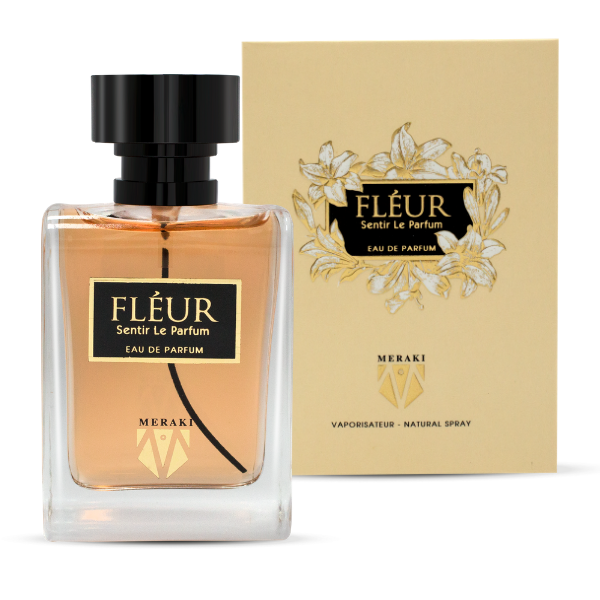 FLÉUR
Sentir Le Parfum
EAU DE PARFUM
MERAKI
FLÉUR
Sentir Le Parfum
EAU DE PARFUM
MERAKI
VAPORISATEUR - NATURAL SPRAY